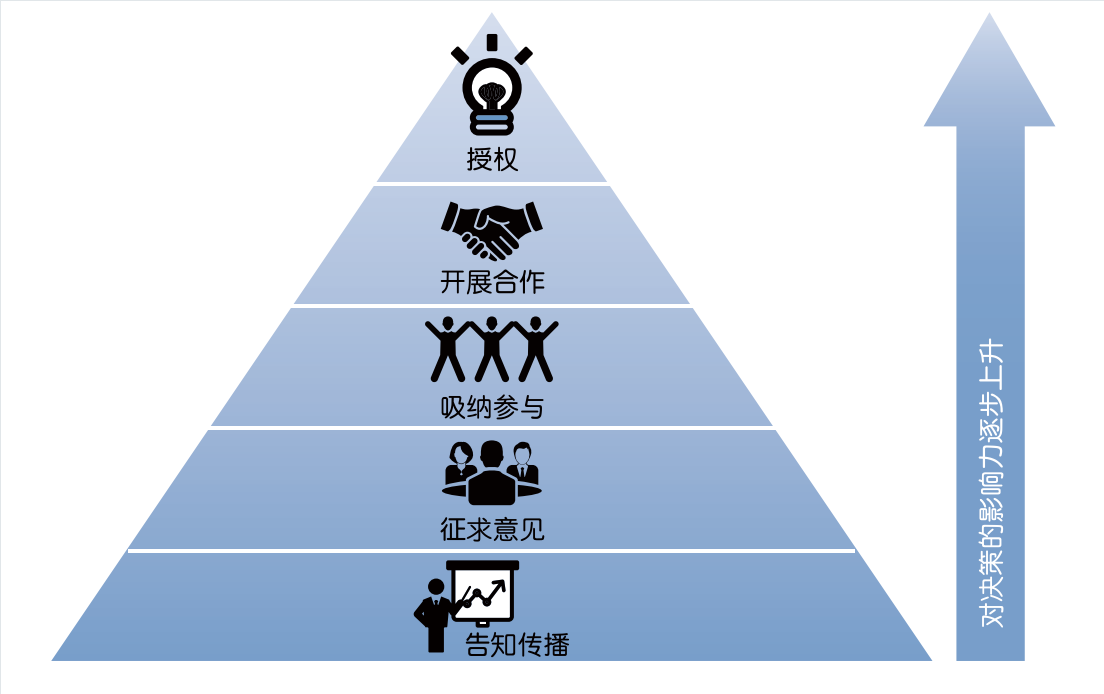 授权
开展合作
吸纳参与
征求意见
告知传播
对决策的影响力逐步上升